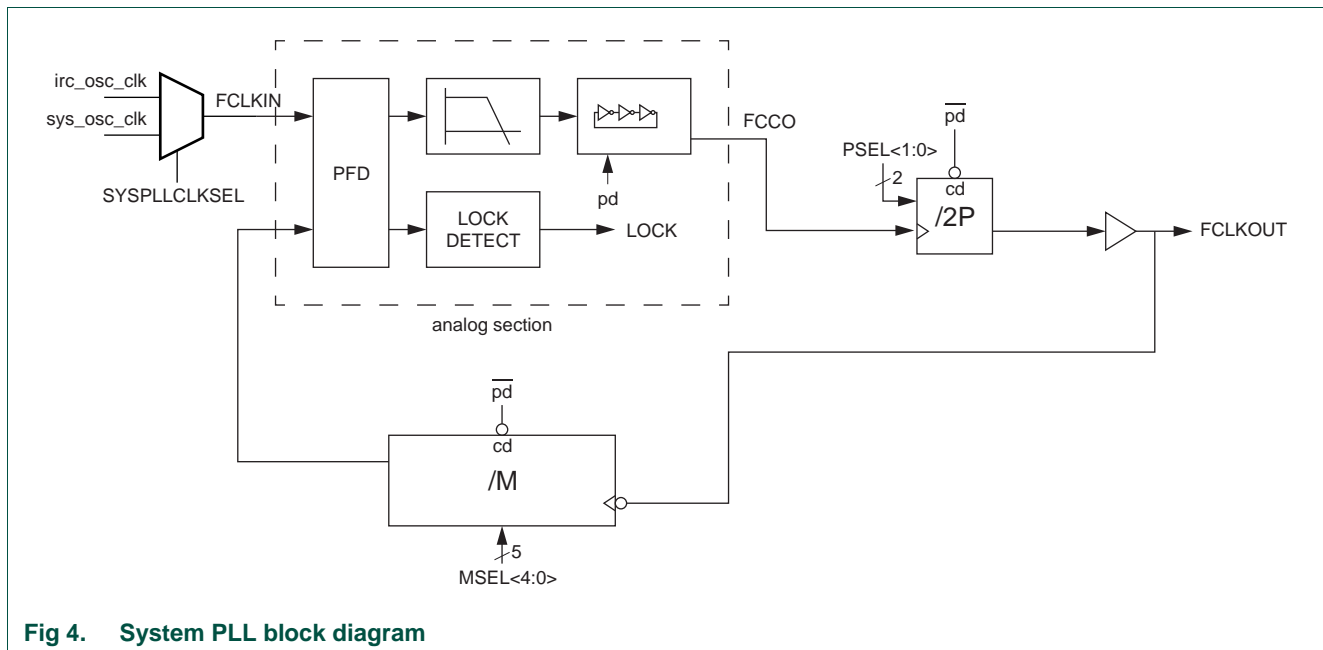 irc_osc_clk
sys_osc_clk
FCLKIN
SYSPLLCLKSEL
PFD
LOCK
DETECT
pd
LOCK
analog section
FCCO
PSEL<1:0>
2
pd
cd
/2P
FCLKOUT
pd
cd
/M
5
MSEL<4:0>
Fig 4. System PLL block diagram